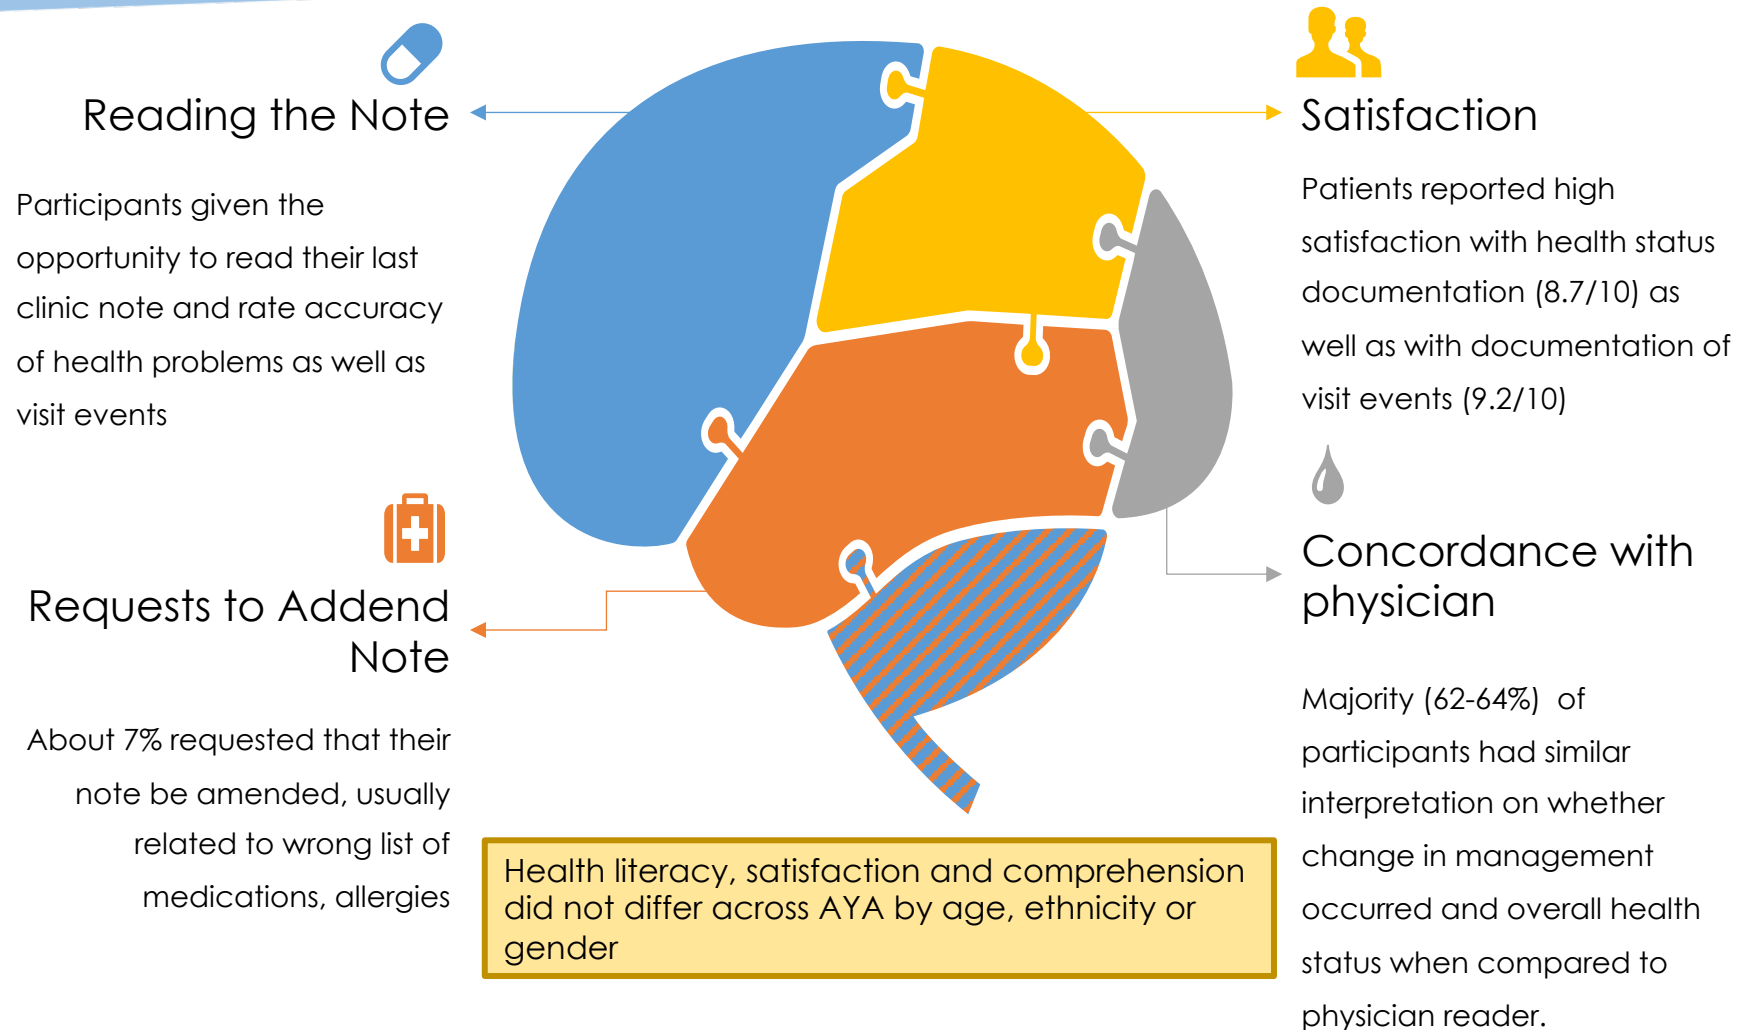 Reading the Note
Participants given the
opportunity to read their last
clinic note and rate accuracy
of health problems as well as
visit events
Requests to Addend
Note
About 7% requested that their
note be amended, usually
related to wrong list of
medications, allergies
Satisfaction
Patients reported high
satisfaction with health status
documentation (8.7/10) as
well as with documentation of
visit events (9.2/10)
Concordance with
physician
Majority (62-64%) of
participants had similar
interpretation on whether
change in management
occurred and overall health
status when compared to
physician reader.
Health literacy, satisfaction and comprehension
did not differ across AYA by age, ethnicity or
gender